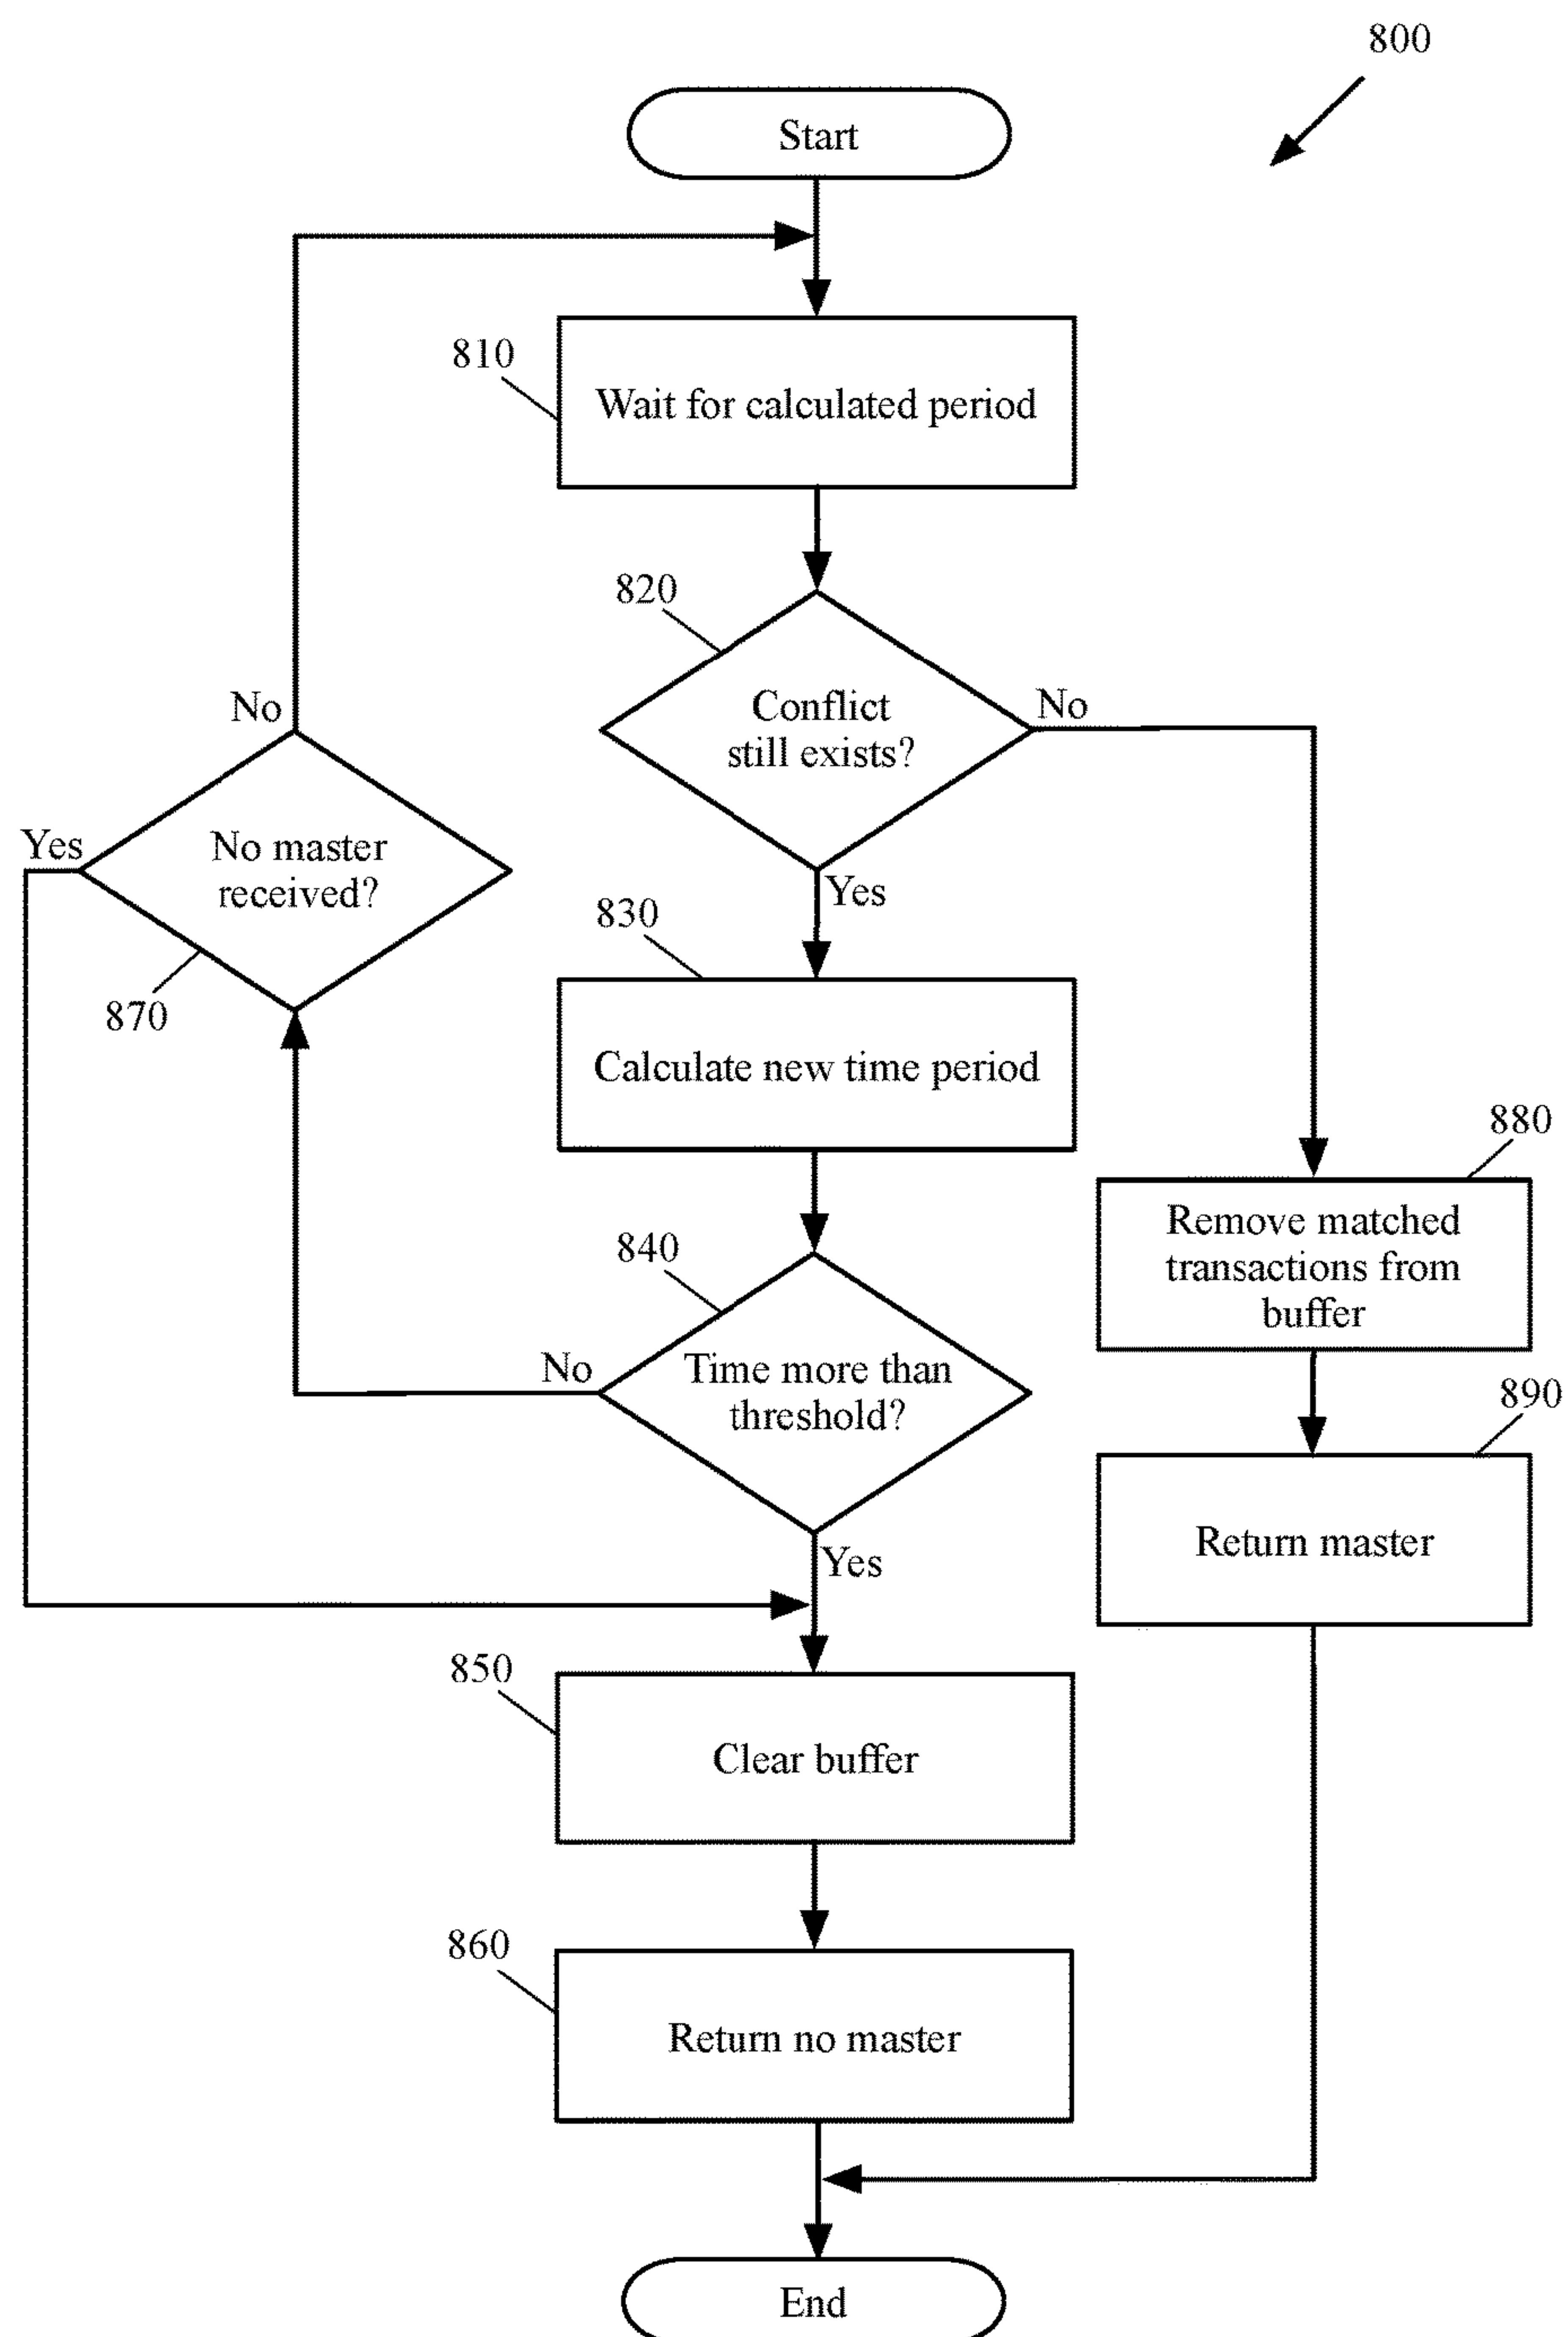 800
Start
810
Wait for calculated period
820
Conflict
still exists?
No
Yes
No
Yes
No master
received?
870
830
Calculate new time period
880
Remove matched
transactions from
buffer
840
No
Time more than
threshold?
Yes
890
Return master
850
Clear buffer
860
Return no master
End